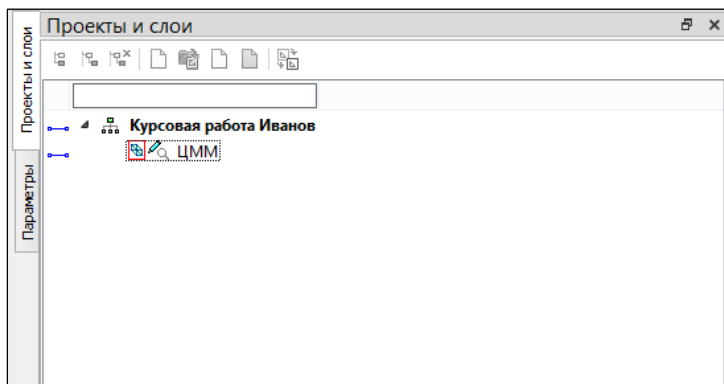 Проекты и слои
Проекты и слои
Параметры
Курсовая работа Иванов
ЦММ